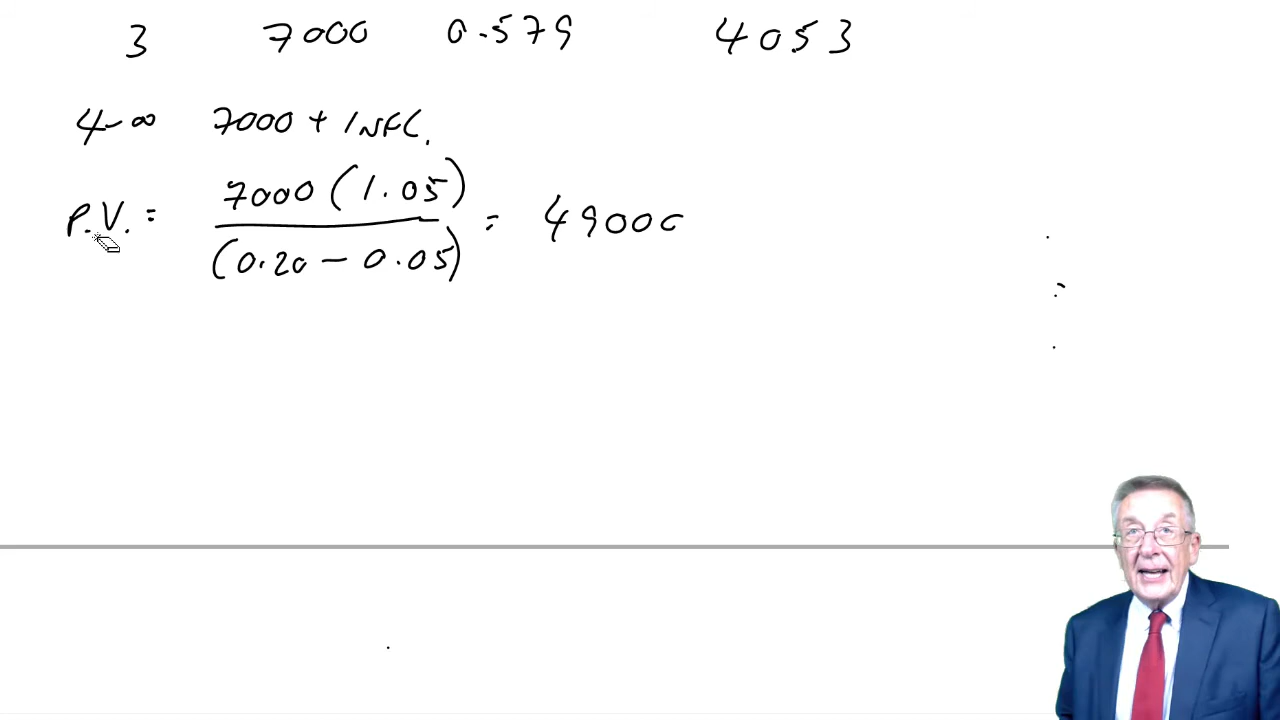 3 7000 0.579 4053
4-∞ 7000 + INFL.
P.V. = 7000 (1.05) / (0.20 - 0.05) = 49000